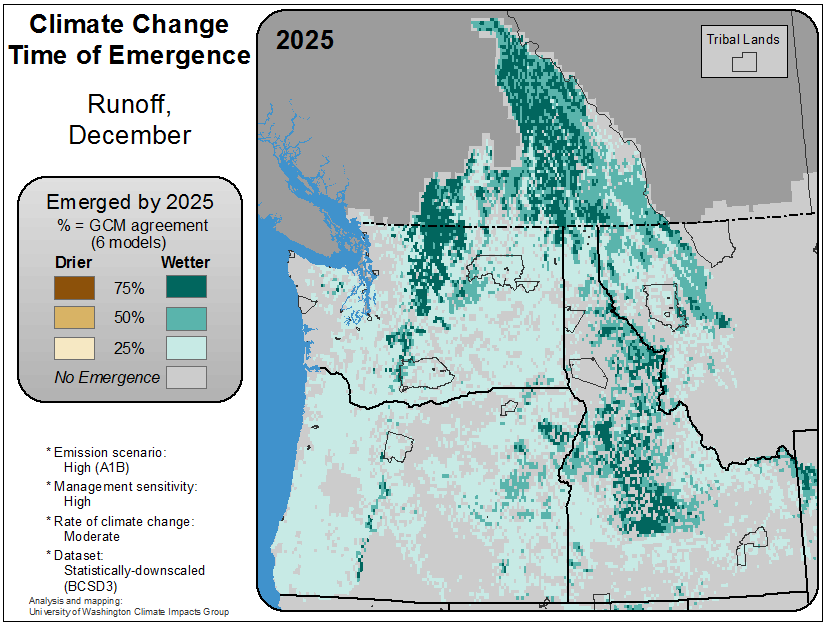 Climate Change
Time of Emergence
Runoff,
December
Emerged by 2025
% = GCM agreement
(6 models)
Drier Wetter
75%
50%
25%
No Emergence
* Emission scenario:
High (A1B)
* Management sensitivity:
High
* Rate of climate change:
Moderate
* Dataset:
Statistically-downscaled
(BCSD3)
Analysis and mapping:
University of Washington Climate Impacts Group
2025
Tribal Lands